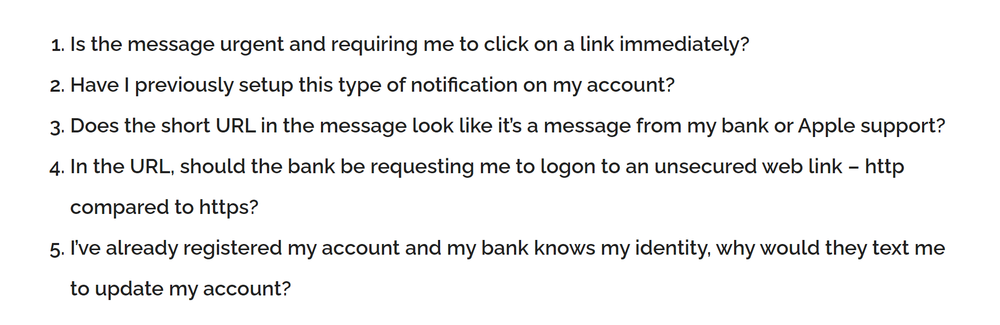 1. Is the message urgent and requiring me to click on a link immediately?
2. Have I previously setup this type of notification on my account?
3. Does the short URL in the message look like it’s a message from my bank or Apple support?
4. In the URL, should the bank be requesting me to logon to an unsecured web link – http
compared to https?
5. I’ve already registered my account and my bank knows my identity, why would they text me
to update my account?